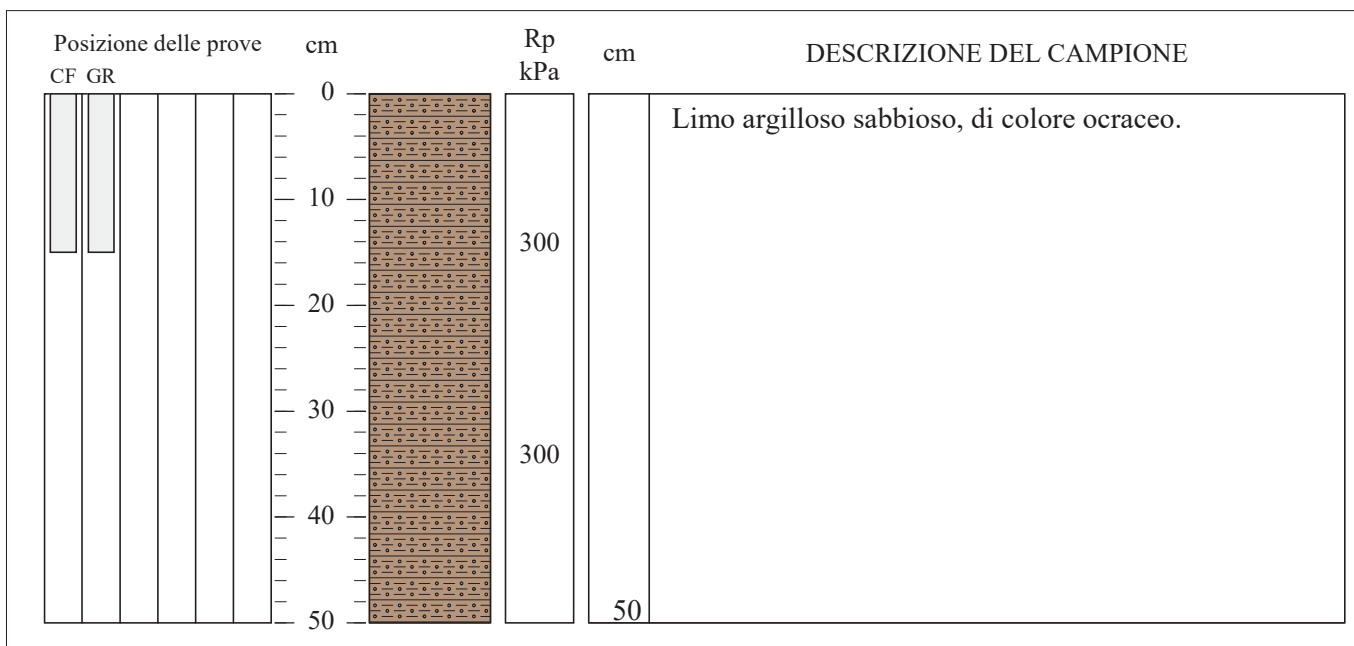 Posizione delle prove
CF GR
cm
Rp
kPa
cm
DESCRIZIONE DEL CAMPIONE
0
Limo argilloso sabbioso, di colore ocraceo.
10
300
20
30
300
40
50
50